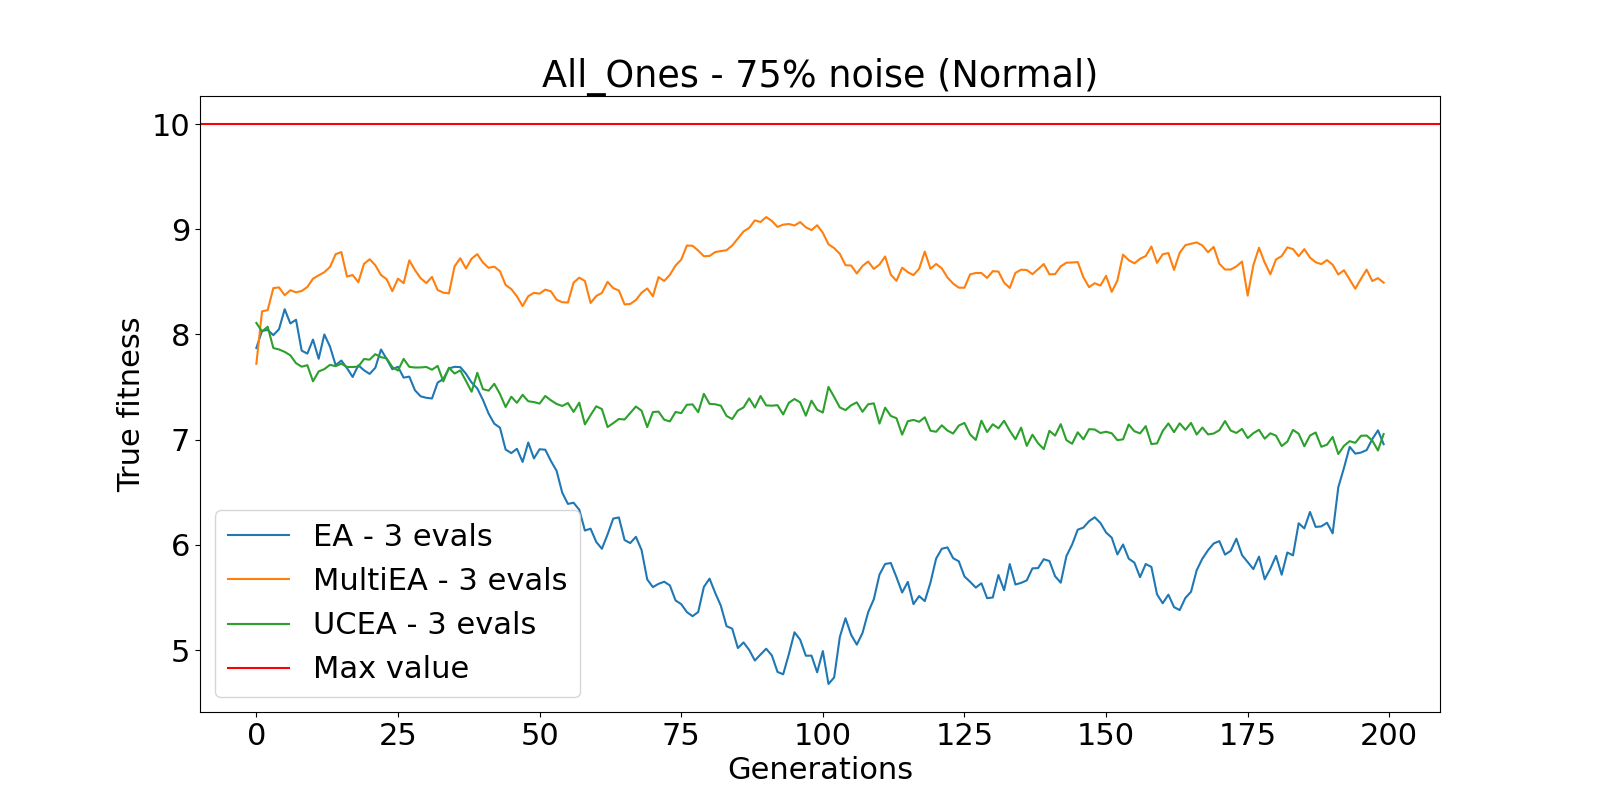 All_Ones - 75% noise (Normal)
True fitness
10
9
8
7
6
5
EA - 3 evals
MultiEA - 3 evals
UCEA - 3 evals
Max value
0 25 50 75 100 125 150 175 200
Generations